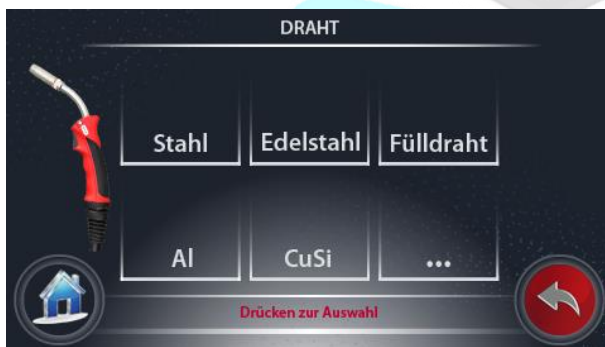 DRAHT
Stahl Edelstahl Fülldraht
Al CuSi ...
Drücken zur Auswahl